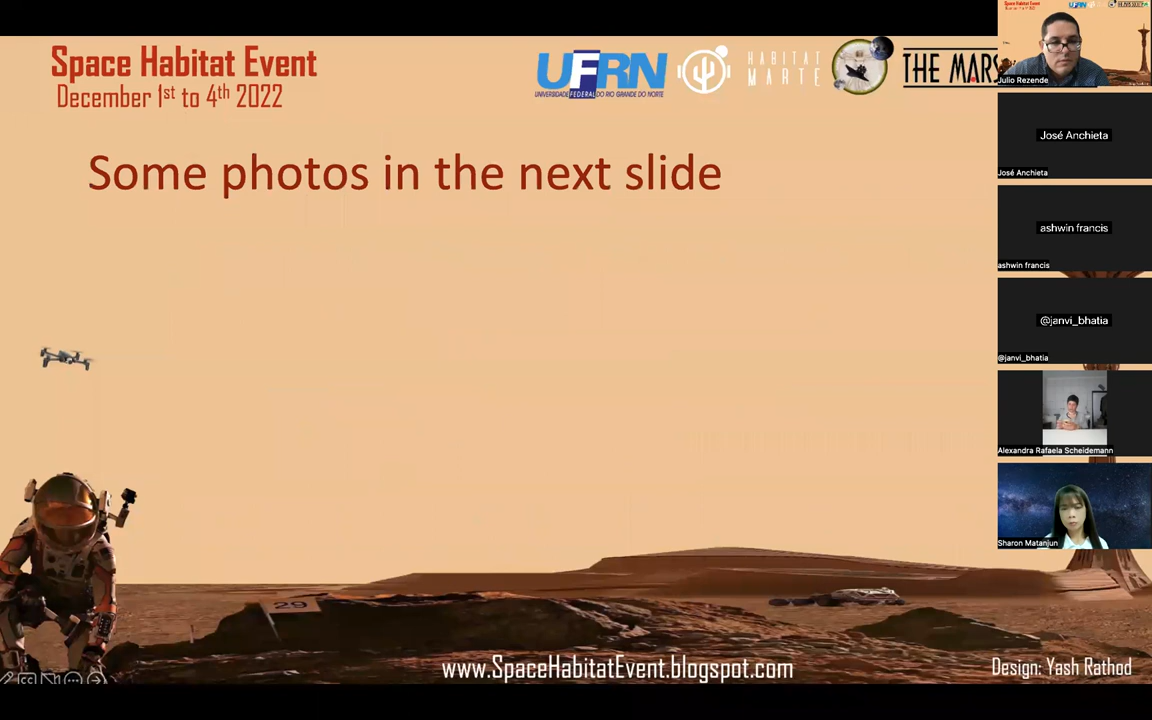 Space Habitat Event
December 1st to 4th 2022
UFRN
UNIVERSIDADE FEDERAL DO RIO GRANDE DO NORTE
HABITAT
MARTE
THE MARS
Some photos in the next slide
29
www.SpaceHabitatEvent.blogspot.com
Design: Yash Rathod
Julio Rezende
José Anchieta
José Anchieta
ashwin francis
ashwin francis
@janvi_bhatia
@janvi_bhatia
Alexandra Rafaela Scheidemann
Sharon Matanjun